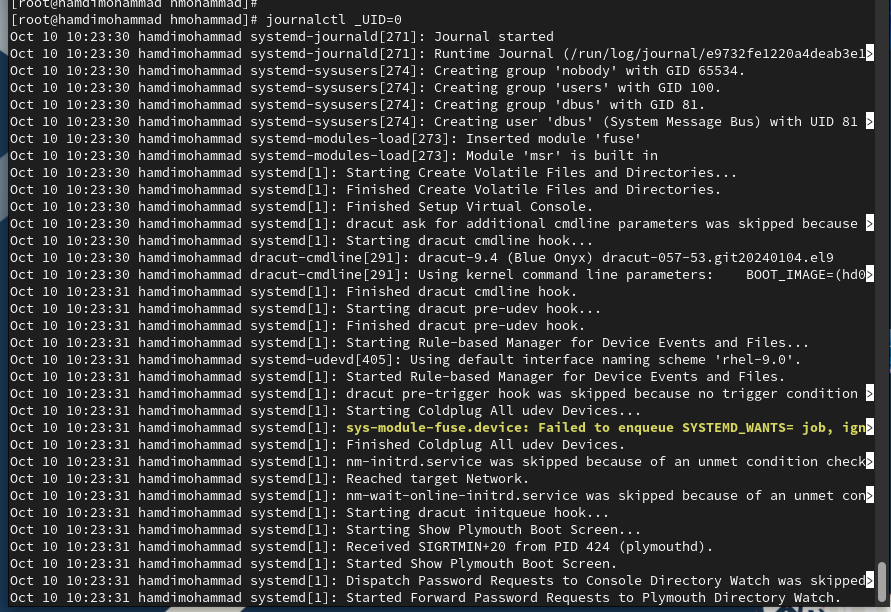 [root@hamdimohammad hmohammad]#
[root@hamdimohammad hmohammad]# journalctl _UID=0
Oct 10 10:23:30 hamdimohammad systemd-journald[271]: Journal started
Oct 10 10:23:30 hamdimohammad systemd-journald[271]: Runtime Journal (/run/log/journal/e9732fe1220a4deab3e1>
Oct 10 10:23:30 hamdimohammad systemd-sysusers[274]: Creating group 'nobody' with GID 65534.
Oct 10 10:23:30 hamdimohammad systemd-sysusers[274]: Creating group 'users' with GID 100.
Oct 10 10:23:30 hamdimohammad systemd-sysusers[274]: Creating group 'dbus' with GID 81.
Oct 10 10:23:30 hamdimohammad systemd-sysusers[274]: Creating user 'dbus' (System Message Bus) with UID 81 >
Oct 10 10:23:30 hamdimohammad systemd-modules-load[273]: Inserted module 'fuse'
Oct 10 10:23:30 hamdimohammad systemd-modules-load[273]: Module 'msr' is built in
Oct 10 10:23:30 hamdimohammad systemd[1]: Starting Create Volatile Files and Directories...
Oct 10 10:23:30 hamdimohammad systemd[1]: Finished Create Volatile Files and Directories.
Oct 10 10:23:30 hamdimohammad systemd[1]: Finished Setup Virtual Console.
Oct 10 10:23:30 hamdimohammad systemd[1]: dracut ask for additional cmdline parameters was skipped because >
Oct 10 10:23:30 hamdimohammad systemd[1]: Starting dracut cmdline hook...
Oct 10 10:23:30 hamdimohammad dracut-cmdline[291]: dracut-9.4 (Blue Onyx) dracut-057-53.git20240104.el9
Oct 10 10:23:30 hamdimohammad dracut-cmdline[291]: Using kernel command line parameters:    BOOT_IMAGE=(hd0>
Oct 10 10:23:31 hamdimohammad systemd[1]: Finished dracut cmdline hook.
Oct 10 10:23:31 hamdimohammad systemd[1]: Starting dracut pre-udev hook...
Oct 10 10:23:31 hamdimohammad systemd[1]: Finished dracut pre-udev hook.
Oct 10 10:23:31 hamdimohammad systemd[1]: Starting Rule-based Manager for Device Events and Files...
Oct 10 10:23:31 hamdimohammad systemd-udevd[405]: Using default interface naming scheme 'rhel-9.0'.
Oct 10 10:23:31 hamdimohammad systemd[1]: Started Rule-based Manager for Device Events and Files.
Oct 10 10:23:31 hamdimohammad systemd[1]: dracut pre-trigger hook was skipped because no trigger condition >
Oct 10 10:23:31 hamdimohammad systemd[1]: Starting Coldplug All udev Devices...
Oct 10 10:23:31 hamdimohammad systemd[1]: sys-module-fuse.device: Failed to enqueue SYSTEMD_WANTS= job, ign>
Oct 10 10:23:31 hamdimohammad systemd[1]: Finished Coldplug All udev Devices.
Oct 10 10:23:31 hamdimohammad systemd[1]: nm-initrd.service was skipped because of an unmet condition check>
Oct 10 10:23:31 hamdimohammad systemd[1]: Reached target Network.
Oct 10 10:23:31 hamdimohammad systemd[1]: nm-wait-online-initrd.service was skipped because of an unmet con>
Oct 10 10:23:31 hamdimohammad systemd[1]: Starting dracut initqueue hook...
Oct 10 10:23:31 hamdimohammad systemd[1]: Starting Show Plymouth Boot Screen...
Oct 10 10:23:31 hamdimohammad systemd[1]: Received SIGRTMIN+20 from PID 424 (plymouthd).
Oct 10 10:23:31 hamdimohammad systemd[1]: Started Show Plymouth Boot Screen.
Oct 10 10:23:31 hamdimohammad systemd[1]: Dispatch Password Requests to Console Directory Watch was skipped>
Oct 10 10:23:31 hamdimohammad systemd[1]: Started Forward Password Requests to Plymouth Directory Watch.